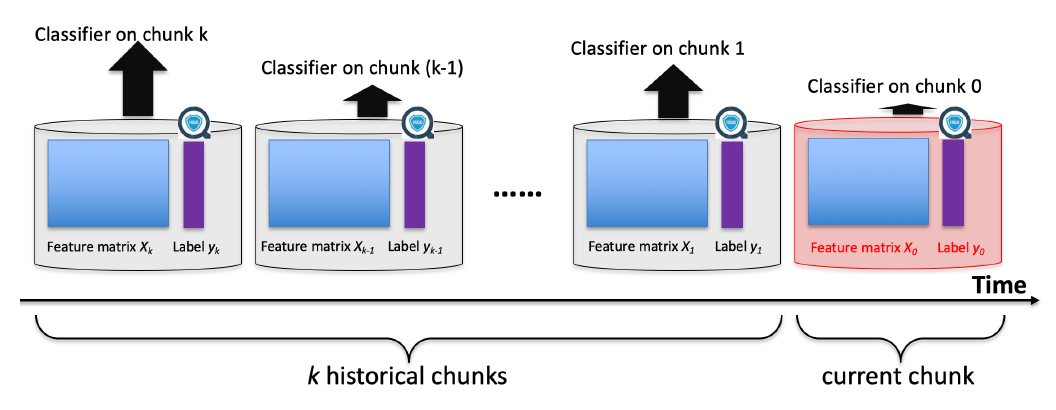 Classifier on chunk k
Classifier on chunk (k-1)
Classifier on chunk 1
Classifier on chunk 0
Feature matrix Xk
Label yk
Feature matrix Xk-1
Label yk-1
......
Feature matrix X1
Label y1
Feature matrix X0
Label y0
Time
k historical chunks
current chunk